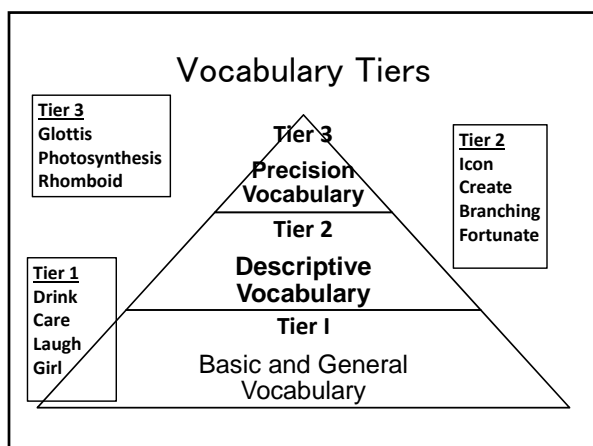 Vocabulary Tiers
Tier 3
Glottis
Photosynthesis
Rhomboid
Tier 3
Precision
Vocabulary
Tier 2
Icon
Create
Branching
Fortunate
Tier 2
Descriptive
Vocabulary
Tier 1
Drink
Care
Laugh
Girl
Tier I
Basic and General
Vocabulary